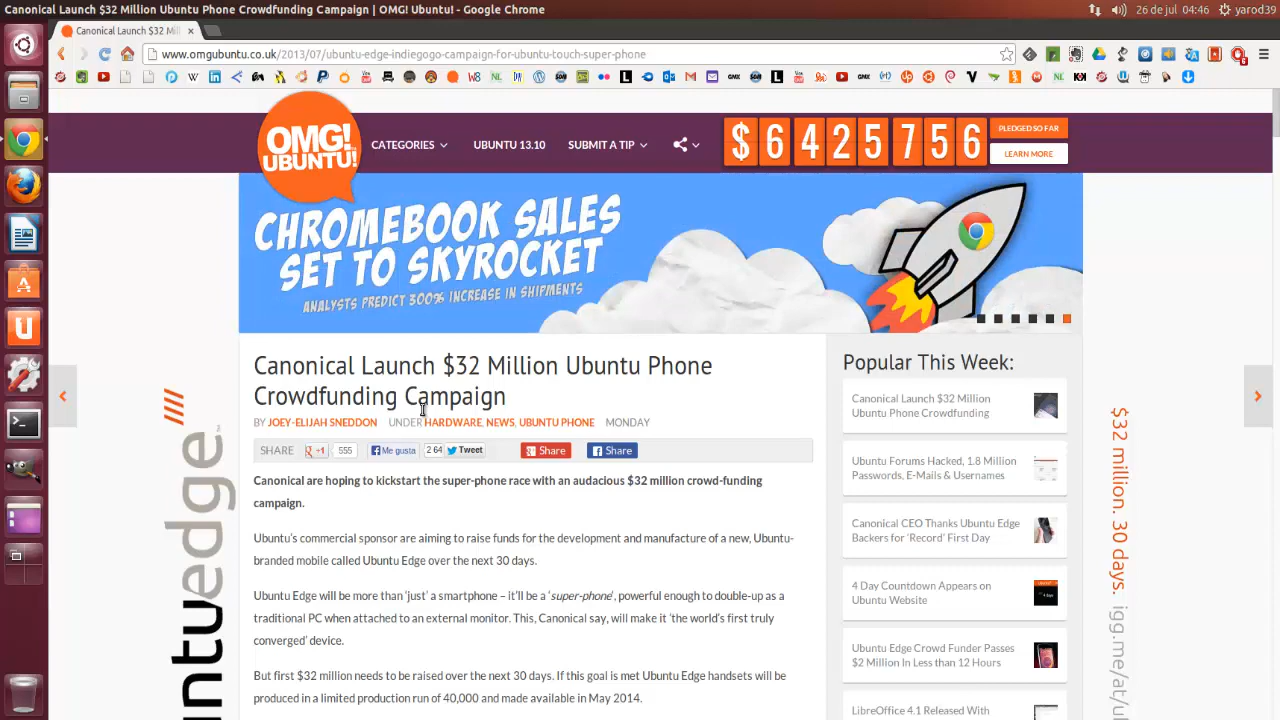 Canonical Launch $32 Million Ubuntu Phone Crowdfunding Campaign | OMG! Ubuntu! - Google Chrome
26 de jul 04:46
yarod39
Canonical Launch $32 Mil
www.omgubuntu.co.uk/2013/07/ubuntu-edge-indiegogo-campaign-for-ubuntu-touch-super-phone
OMG!
UBUNTU!
CATEGORIES
UBUNTU 13.10
SUBMIT A TIP
$6425756
PLEDGED SO FAR
LEARN MORE
CHROMEBOOK SALES
SET TO SKYROCKET
ANALYSTS PREDICT 300% INCREASE IN SHIPMENTS
Canonical Launch $32 Million Ubuntu Phone
Crowdfunding Campaign
BY JOEY-ELIJAH SNEDDON UNDER HARDWARE, NEWS, UBUNTU PHONE MONDAY
SHARE +1 555 Me gusta 2 64 Tweet Share Share
Canonical are hoping to kickstart the super-phone race with an audacious $32 million crowd-funding
campaign.
Ubuntu's commercial sponsor are aiming to raise funds for the development and manufacture of a new, Ubuntu-
branded mobile called Ubuntu Edge over the next 30 days.
Ubuntu Edge will be more than 'just' a smartphone – it'll be a 'super-phone', powerful enough to double-up as a
traditional PC when attached to an external monitor. This, Canonical say, will make it 'the world's first truly
converged' device.
But first $32 million needs to be raised over the next 30 days. If this goal is met Ubuntu Edge handsets will be
produced in a limited production-run of 40,000 and made available in May 2014.
Popular This Week:
Canonical Launch $32 Million
Ubuntu Phone Crowdfunding
Ubuntu Forums Hacked, 1.8 Million
Passwords, E-Mails & Usernames
Canonical CEO Thanks Ubuntu Edge
Backers for 'Record' First Day
4 Day Countdown Appears on
Ubuntu Website
Ubuntu Edge Crowd Funder Passes
$2 Million In Less than 12 Hours
LibreOffice 4.1 Released With
untuedge
$32 million. 30 days. igg.me/at/u